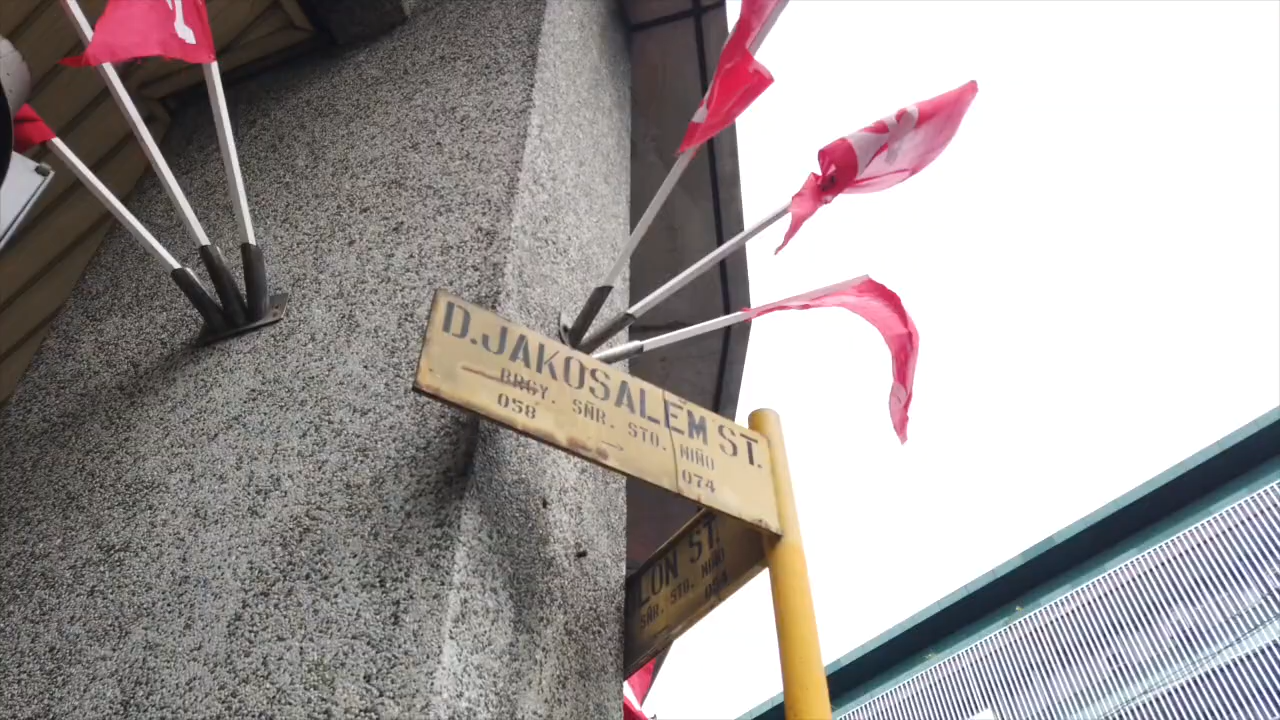 D.JAKOSALEM ST.
BRGY. SÑR. STO. NIÑO
058 074
LON ST.
SÑR. STO. NIÑO